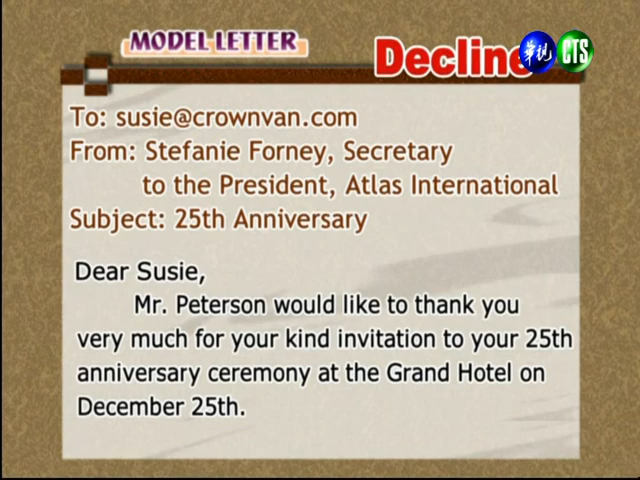 MODEL LETTER
Decline
華視 CTS
To: susie@crownvan.com
From: Stefanie Forney, Secretary
to the President, Atlas International
Subject: 25th Anniversary
Dear Susie,
Mr. Peterson would like to thank you
very much for your kind invitation to your 25th
anniversary ceremony at the Grand Hotel on
December 25th.